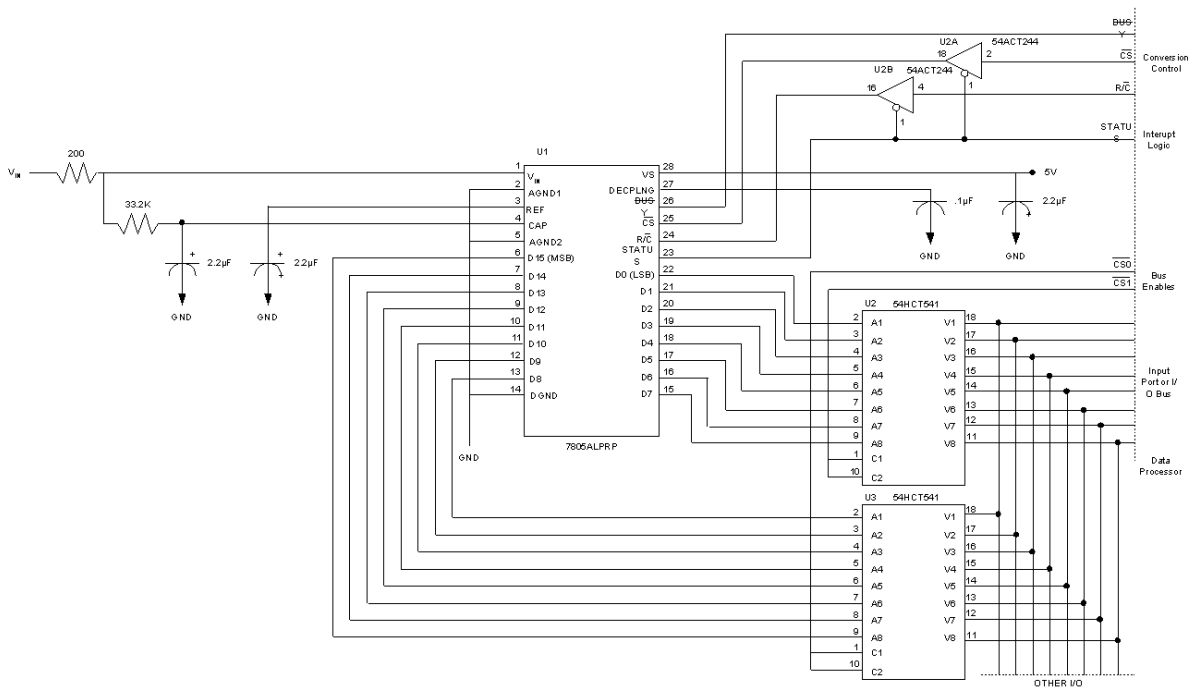 BUS
Y
U2A
54ACT244
18
2
CS
Conversion
Control
U2B
54ACT244
1
16
4
R/C
1
STATU
S
Interupt
Logic
200
V IN
33.2K
2.2µF
2.2µF
GND
GND
U1
1
2
3
4
5
6
7
8
9
10
11
12
13
14
V IN
AGND1
REF
CAP
AGND2
D15 (MSB)
D14
D13
D12
D11
D10
D9
D8
DGND
VS
DECPLNG
BUS
Y
CS
R/C
STATU
S
D0 (LSB)
D1
D2
D3
D4
D5
D6
D7
28
27
26
25
24
23
22
21
20
19
18
17
16
15
7805ALPRP
GND
5V
.1µF
2.2µF
GND
GND
CS0
CS1
Bus
Enables
U2
54HCT541
2
3
4
5
6
7
8
9
1
10
A1
A2
A3
A4
A5
A6
A7
A8
C1
C2
V1
V2
V3
V4
V5
V6
V7
V8
18
17
16
15
14
13
12
11
Input
Port or I/
O Bus
Data
Processor
U3
54HCT541
2
3
4
5
6
7
8
9
1
10
A1
A2
A3
A4
A5
A6
A7
A8
C1
C2
V1
V2
V3
V4
V5
V6
V7
V8
18
17
16
15
14
13
12
11
OTHER I/O